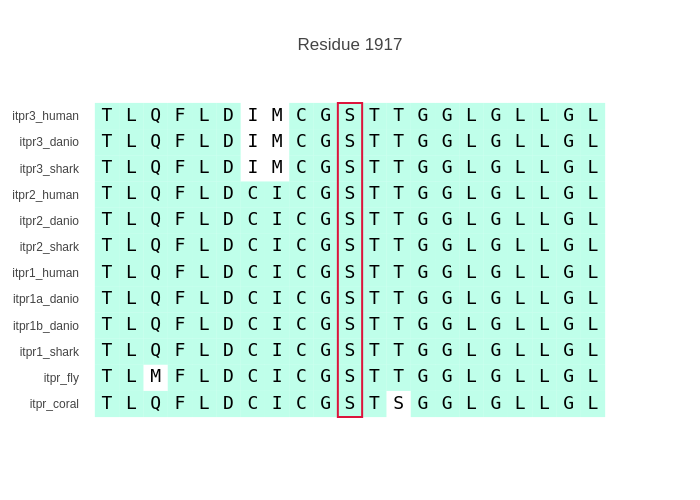 Residue 1917
itpr3_human T L Q F L D I M C G S T T G G L G L L G L
itpr3_danio T L Q F L D I M C G S T T G G L G L L G L
itpr3_shark T L Q F L D I M C G S T T G G L G L L G L
itpr2_human T L Q F L D C I C G S T T G G L G L L G L
itpr2_danio T L Q F L D C I C G S T T G G L G L L G L
itpr2_shark T L Q F L D C I C G S T T G G L G L L G L
itpr1_human T L Q F L D C I C G S T T G G L G L L G L
itpr1a_danio T L Q F L D C I C G S T T G G L G L L G L
itpr1b_danio T L Q F L D C I C G S T T G G L G L L G L
itpr1_shark T L Q F L D C I C G S T T G G L G L L G L
itpr_fly T L M F L D C I C G S T T G G L G L L G L
itpr_coral T L Q F L D C I C G S T S G G L G L L G L